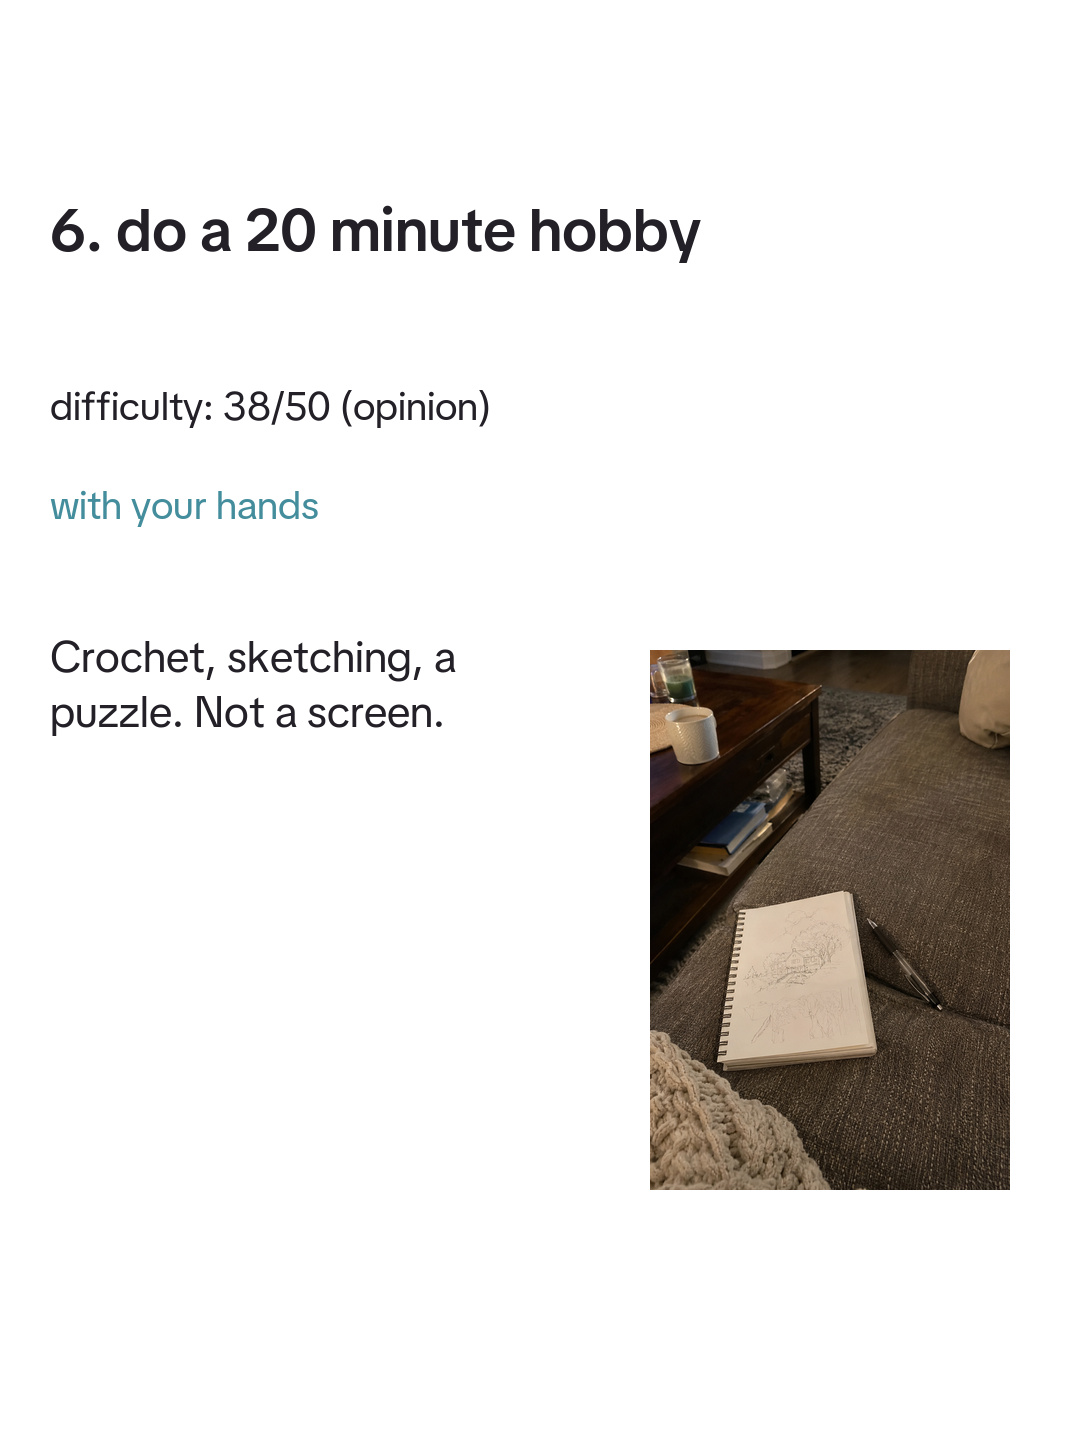 6. do a 20 minute hobby
difficulty: 38/50 (opinion)
with your hands
Crochet, sketching, a
puzzle. Not a screen.